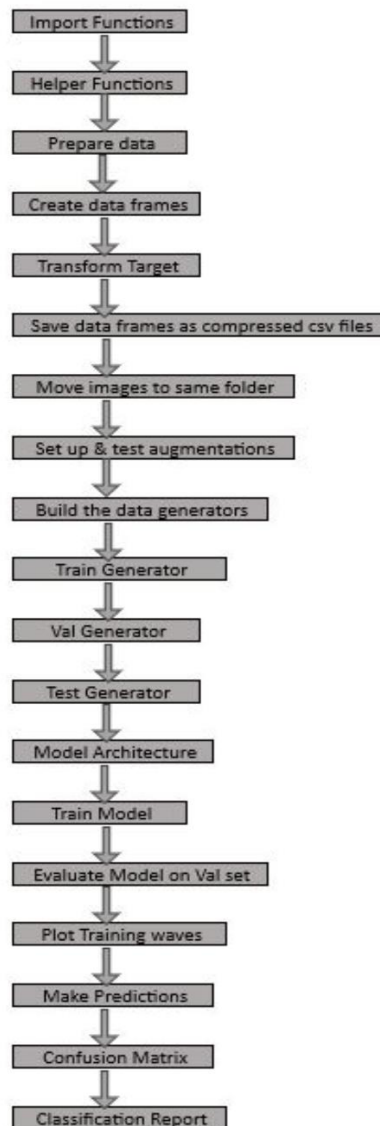 Import Functions
Helper Functions
Prepare data
Create data frames
Transform Target
Save data frames as compressed csv files
Move images to same folder
Set up & test augmentations
Build the data generators
Train Generator
Val Generator
Test Generator
Model Architecture
Train Model
Evaluate Model on Val set
Plot Training waves
Make Predictions
Confusion Matrix
Classification Report